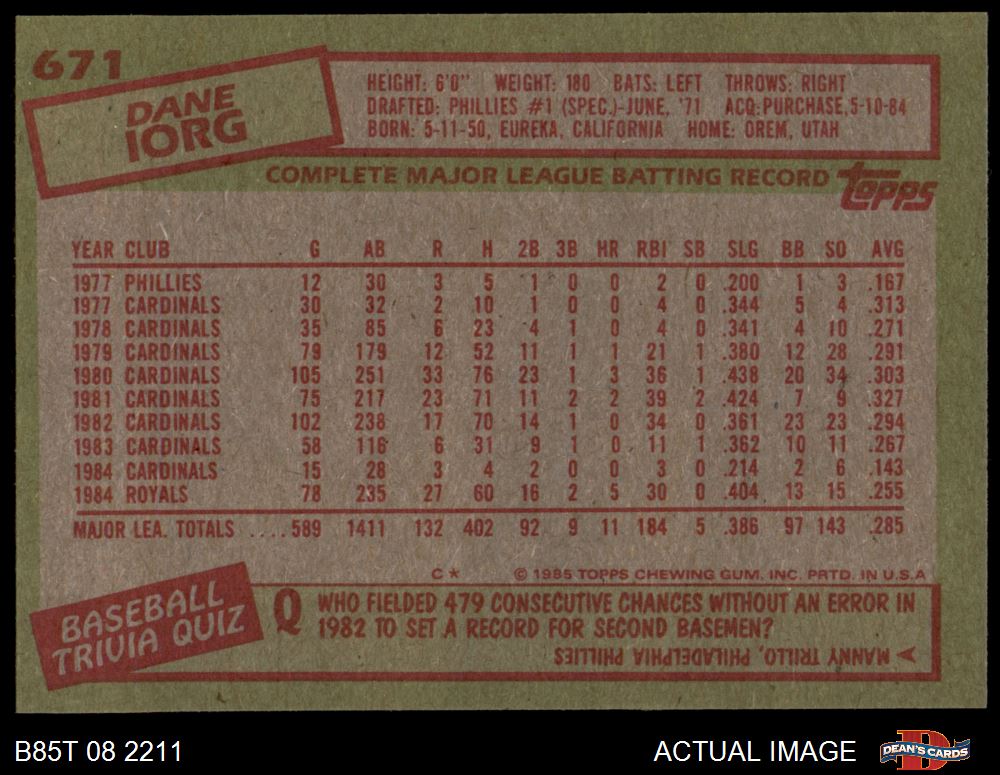 671
DANE
IORG
HEIGHT: 6'0" WEIGHT: 180 BATS: LEFT THROWS: RIGHT
DRAFTED: PHILLIES #1 (SPEC.)-JUNE, '71 ACQ: PURCHASE, 5-10-84
BORN: 5-11-50, EUREKA, CALIFORNIA HOME: OREM, UTAH
COMPLETE MAJOR LEAGUE BATTING RECORD topps
YEAR CLUB G AB R H 2B 3B HR RBI SB SLG BB SO AVG
1977 PHILLIES 12 30 3 5 1 0 0 2 0 .200 1 3 .167
1977 CARDINALS 30 32 2 10 1 0 0 4 0 .344 5 4 .313
1978 CARDINALS 35 85 6 23 4 1 0 4 0 .341 4 10 .271
1979 CARDINALS 79 179 12 52 11 1 1 21 1 .380 12 28 .291
1980 CARDINALS 105 251 33 76 23 1 3 36 1 .438 20 34 .303
1981 CARDINALS 75 217 23 71 11 2 2 39 2 .424 7 9 .327
1982 CARDINALS 102 238 17 70 14 1 0 34 0 .361 23 23 .294
1983 CARDINALS 58 116 6 31 9 1 0 11 1 .362 10 11 .267
1984 CARDINALS 15 28 3 4 2 0 0 3 0 .214 2 6 .143
1984 ROYALS 78 235 27 60 16 2 5 30 0 .404 13 15 .255
MAJOR LEA. TOTALS .... 589 1411 132 402 92 9 11 184 5 .386 97 143 .285
C★ © 1985 TOPPS CHEWING GUM, INC. PRTD. IN U.S.A
BASEBALL
TRIVIA QUIZ
Q WHO FIELDED 479 CONSECUTIVE CHANCES WITHOUT AN ERROR IN
1982 TO SET A RECORD FOR SECOND BASEMEN?
MANNY TRILLO, PHILADELPHIA PHILLIES
B85T 08 2211 ACTUAL IMAGE D DEAN'S CARDS